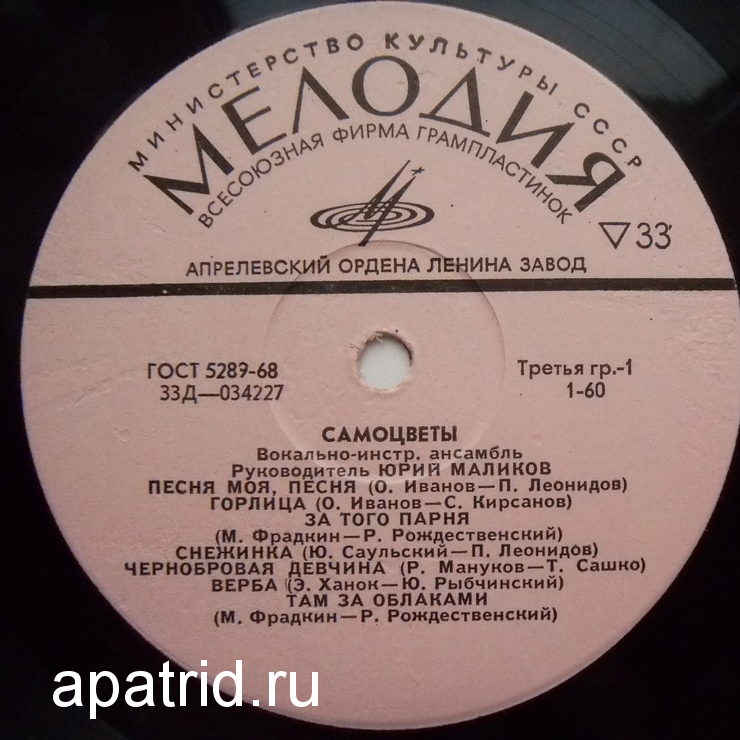 МИНИСТЕРСТВО КУЛЬТУРЫ СССР
МЕЛОДИЯ
ВСЕСОЮЗНАЯ ФИРМА ГРАМПЛАСТИНОК
▽33
АПРЕЛЕВСКИЙ ОРДЕНА ЛЕНИНА ЗАВОД
ГОСТ 5289-68
33Д—034227
Третья гр.-1
1-60
САМОЦВЕТЫ
Вокально-инстр. ансамбль
Руководитель ЮРИЙ МАЛИКОВ
ПЕСНЯ МОЯ, ПЕСНЯ (О. Иванов—П. Леонидов)
ГОРЛИЦА (О. Иванов—С. Кирсанов)
ЗА ТОГО ПАРНЯ
(М. Фрадкин—Р. Рождественский)
СНЕЖИНКА (Ю. Саульский—П. Леонидов)
ЧЕРНОБРОВАЯ ДЕВЧИНА (Р. Мануков—Т. Сашко)
ВЕРБА (Э. Ханок—Ю. Рыбчинский)
ТАМ ЗА ОБЛАКАМИ
(М. Фрадкин—Р. Рождественский)
apatrid.ru